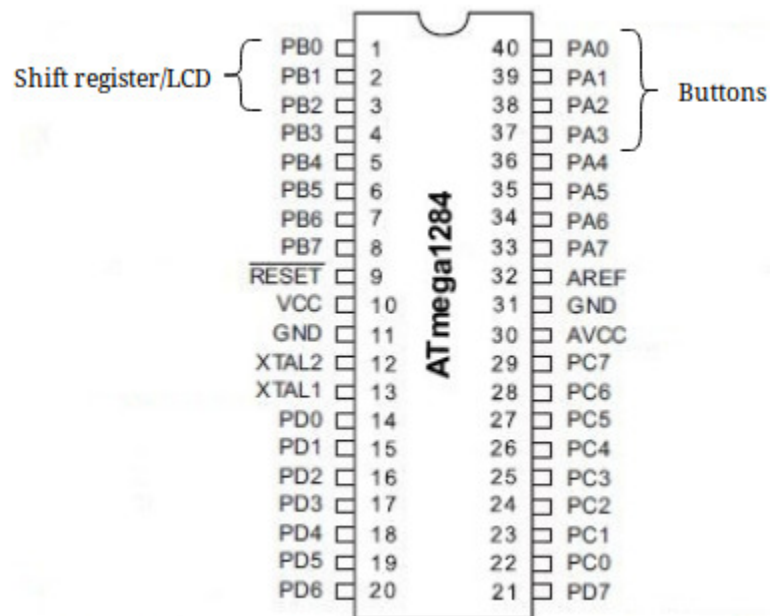 PB0 1 40 PA0
Shift register/LCD PB1 2 39 PA1 Buttons
PB2 3 38 PA2
PB3 4 37 PA3
PB4 5 36 PA4
PB5 6 35 PA5
PB6 7 34 PA6
PB7 8 33 PA7
RESET 9 32 AREF
VCC 10 31 GND
GND 11 30 AVCC
XTAL2 12 29 PC7
XTAL1 13 28 PC6
PD0 14 27 PC5
PD1 15 26 PC4
PD2 16 25 PC3
PD3 17 24 PC2
PD4 18 23 PC1
PD5 19 22 PC0
PD6 20 21 PD7
ATmega1284